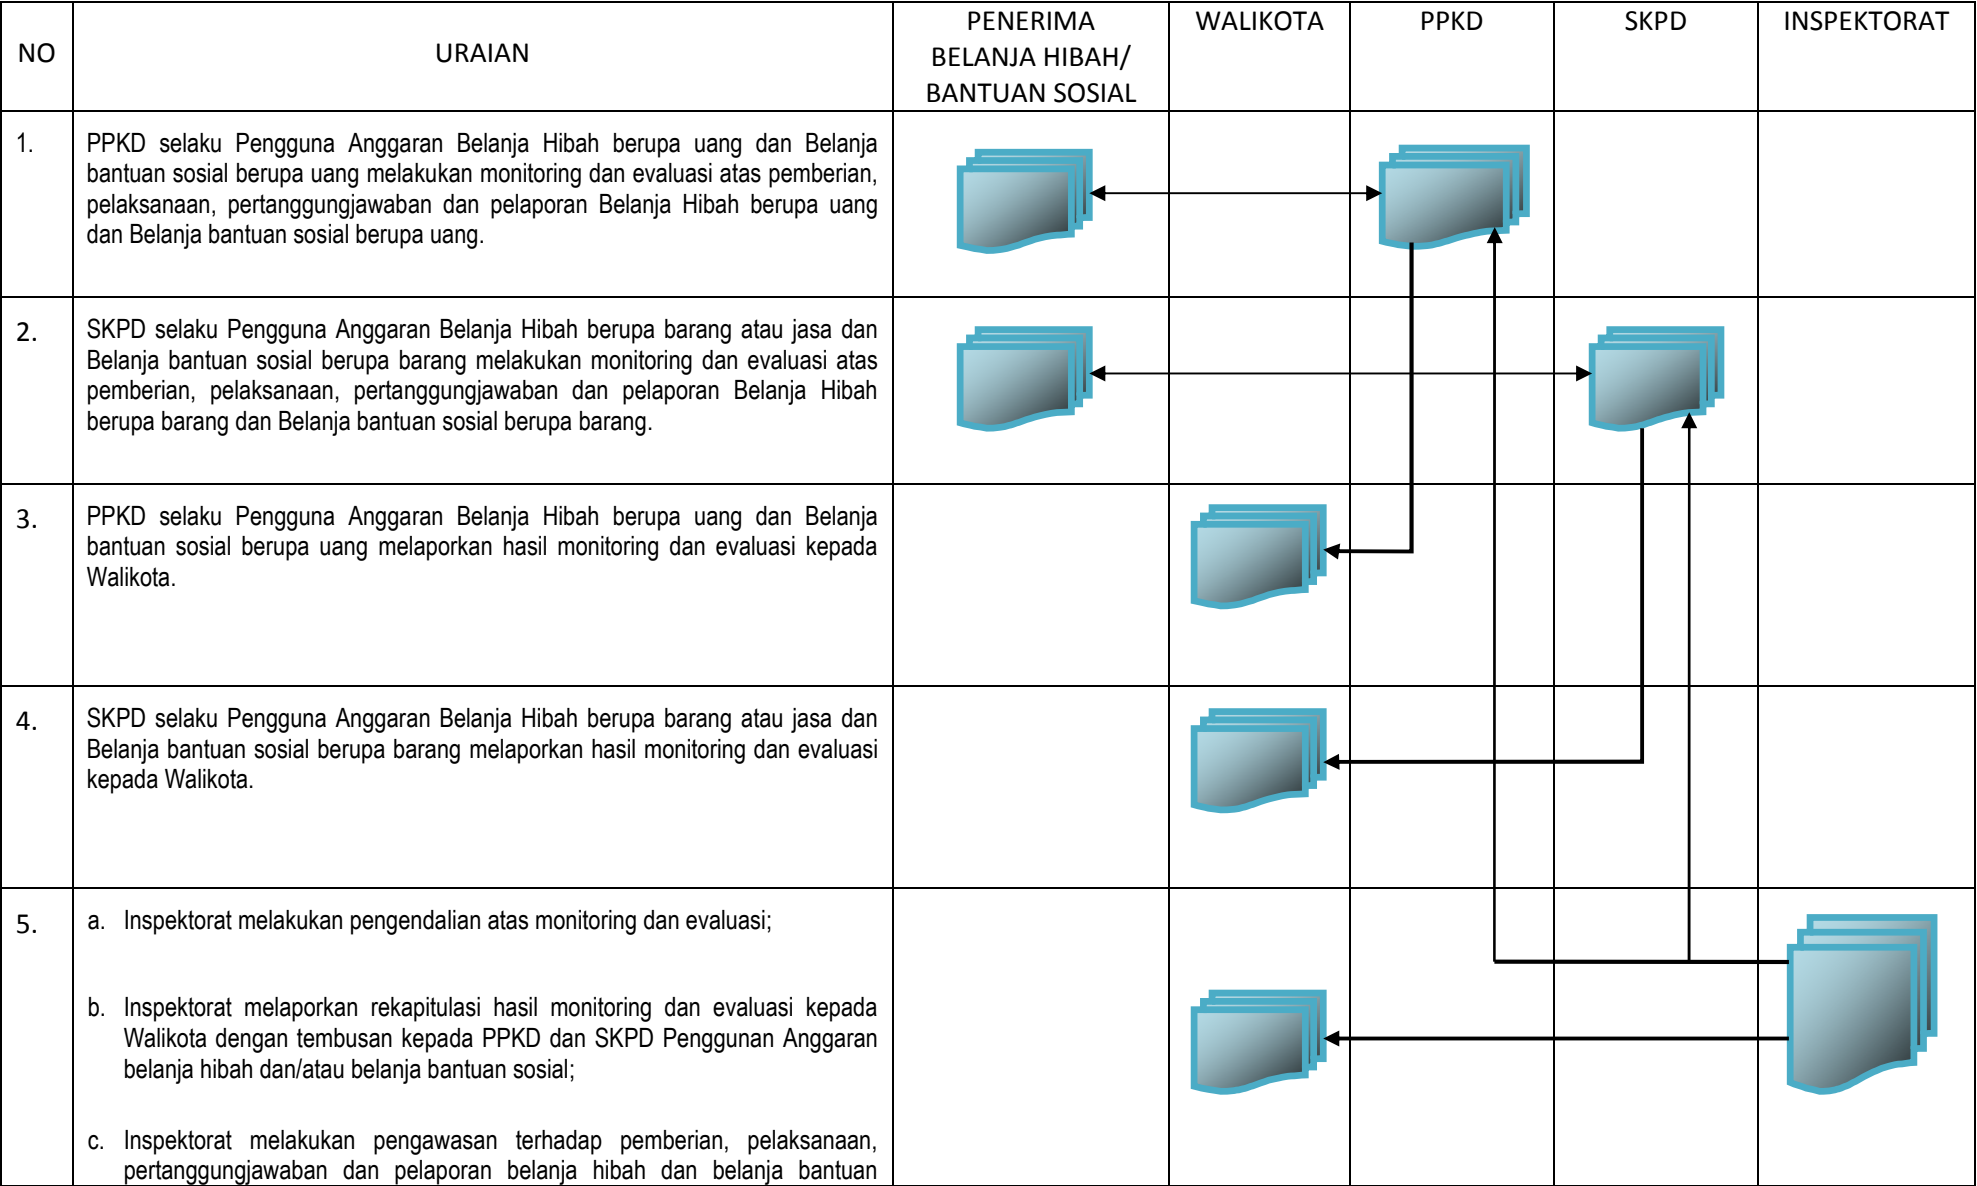 NO
URAIAN
PENERIMA
BELANJA HIBAH/
BANTUAN SOSIAL
WALIKOTA
PPKD
SKPD
INSPEKTORAT
1.
PPKD selaku Pengguna Anggaran Belanja Hibah berupa uang dan Belanja
bantuan sosial berupa uang melakukan monitoring dan evaluasi atas pemberian,
pelaksanaan, pertanggungjawaban dan pelaporan Belanja Hibah berupa uang
dan Belanja bantuan sosial berupa uang.
2.
SKPD selaku Pengguna Anggaran Belanja Hibah berupa barang atau jasa dan
Belanja bantuan sosial berupa barang melakukan monitoring dan evaluasi atas
pemberian, pelaksanaan, pertanggungjawaban dan pelaporan Belanja Hibah
berupa barang dan Belanja bantuan sosial berupa barang.
3.
PPKD selaku Pengguna Anggaran Belanja Hibah berupa uang dan Belanja
bantuan sosial berupa uang melaporkan hasil monitoring dan evaluasi kepada
Walikota.
4.
SKPD selaku Pengguna Anggaran Belanja Hibah berupa barang atau jasa dan
Belanja bantuan sosial berupa barang melaporkan hasil monitoring dan evaluasi
kepada Walikota.
5.
a. Inspektorat melakukan pengendalian atas monitoring dan evaluasi;
b. Inspektorat melaporkan rekapitulasi hasil monitoring dan evaluasi kepada
Walikota dengan tembusan kepada PPKD dan SKPD Penggunan Anggaran
belanja hibah dan/atau belanja bantuan sosial;
c. Inspektorat melakukan pengawasan terhadap pemberian, pelaksanaan,
pertanggungjawaban dan pelaporan belanja hibah dan belanja bantuan